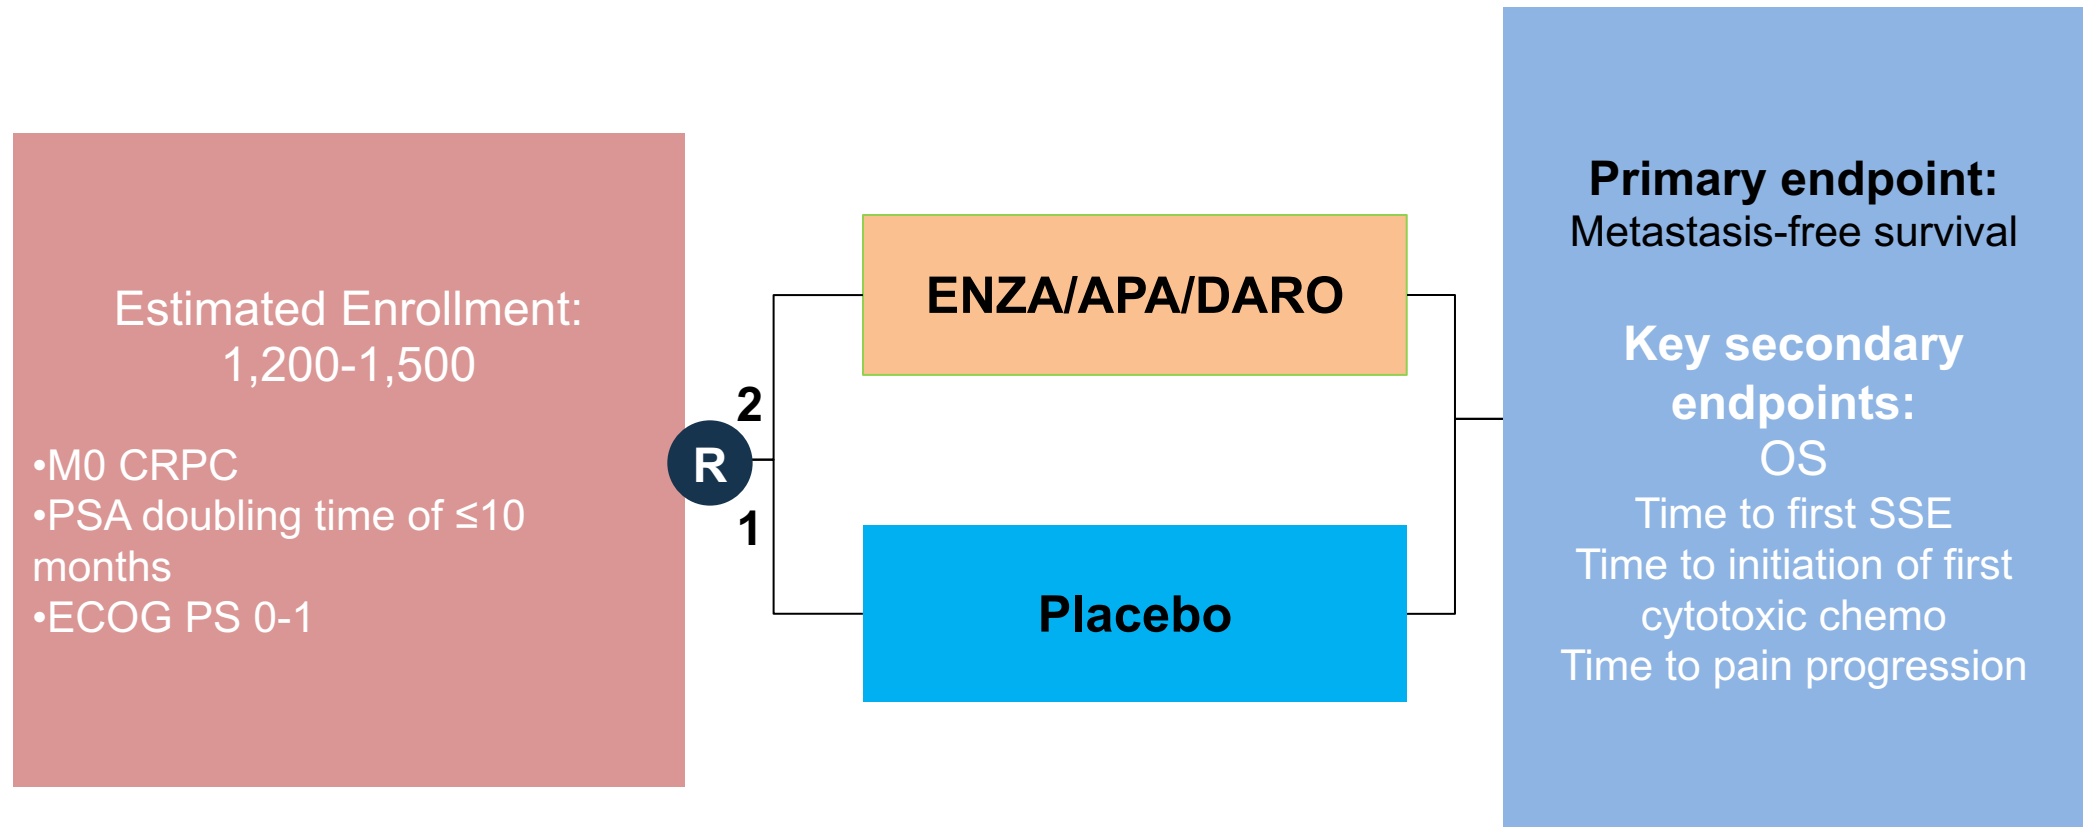 Estimated Enrollment:
1,200-1,500
•M0 CRPC
•PSA doubling time of ≤10
months
•ECOG PS 0-1
R
2
1
ENZA/APA/DARO
Placebo
Primary endpoint:
Metastasis-free survival
Key secondary
endpoints:
OS
Time to first SSE
Time to initiation of first
cytotoxic chemo
Time to pain progression